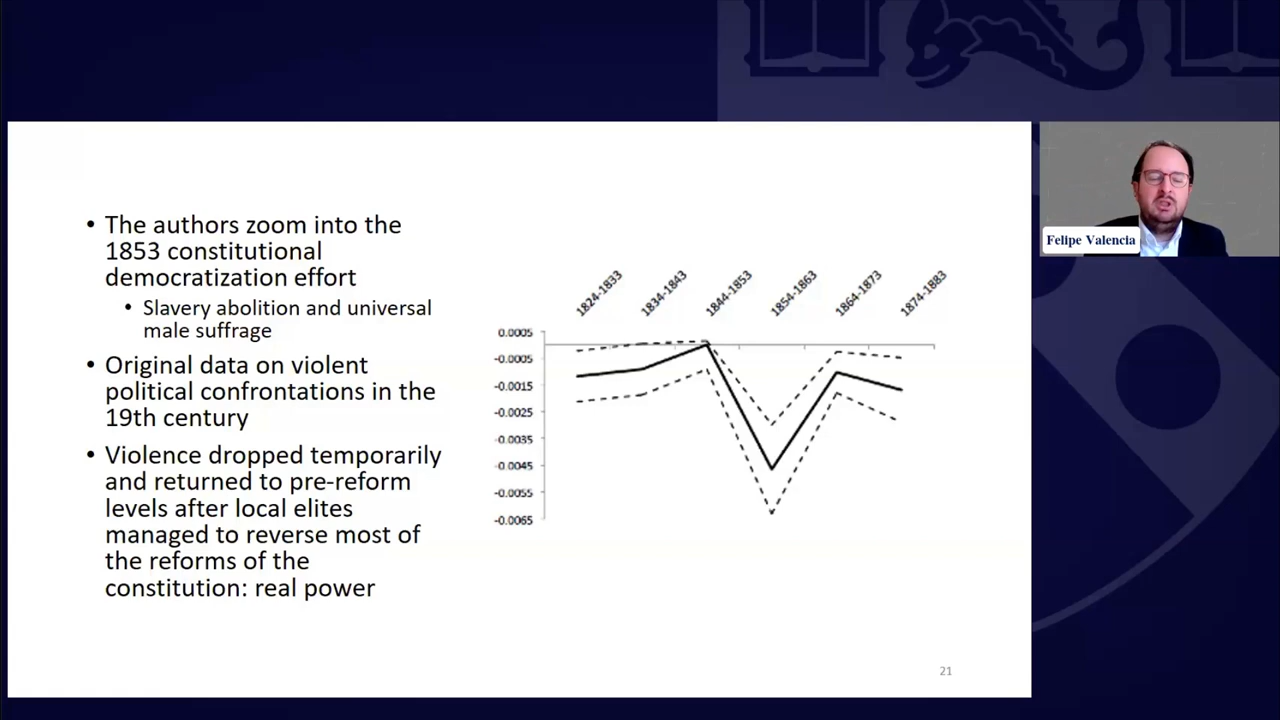 • The authors zoom into the
1853 constitutional
democratization effort
• Slavery abolition and universal
male suffrage
• Original data on violent
political confrontations in the
19th century
• Violence dropped temporarily
and returned to pre-reform
levels after local elites
managed to reverse most of
the reforms of the
constitution: real power
1824-1833
1834-1843
1844-1853
1854-1863
1864-1873
1874-1883
0.0005
-0.0005
-0.0015
-0.0025
-0.0035
-0.0045
-0.0055
-0.0065
21
Felipe Valencia